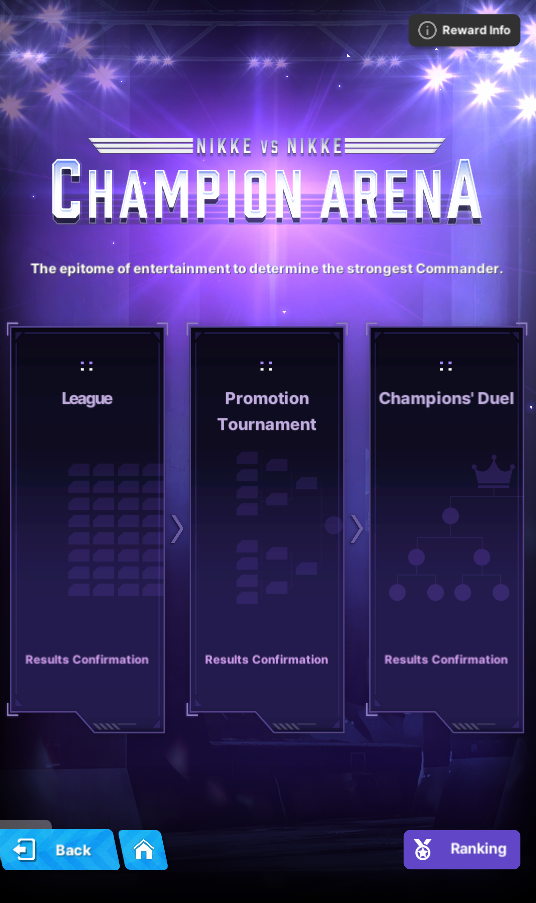 Reward Info
NIKKE VS NIKKE
CHAMPION ARENA
The epitome of entertainment to determine the strongest Commander.
League
Results Confirmation
Promotion
Tournament
Results Confirmation
Champions' Duel
Results Confirmation
Back
Ranking